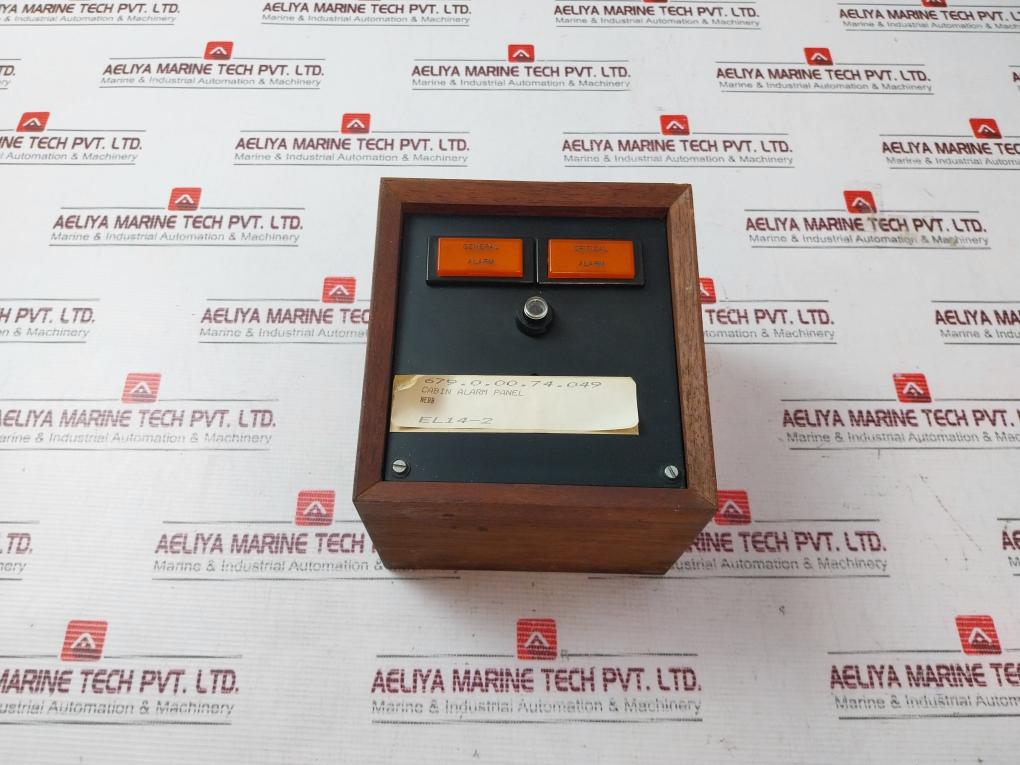 AELIYA MARINE TECH PVT. LTD.
Marine & Industrial Automation & Machinery
GENERAL
ALARM
CRITICAL
ALARM
679.0.00.74.049
CABIN ALARM PANEL
EL14-2